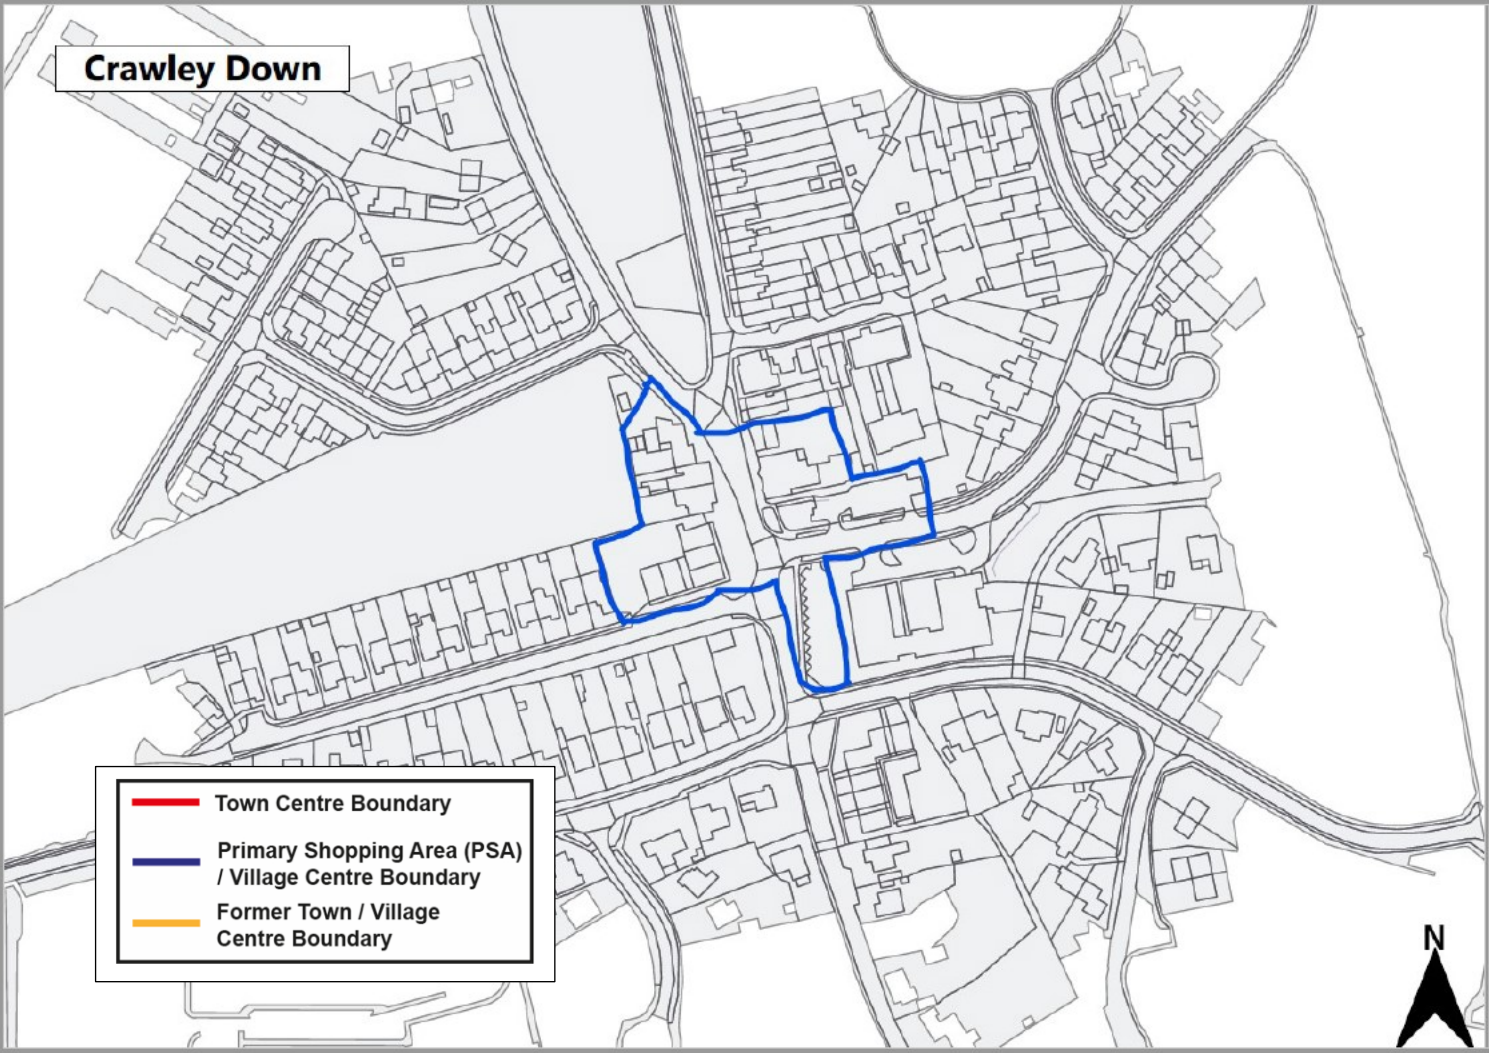 Crawley Down
Town Centre Boundary
Primary Shopping Area (PSA)
/ Village Centre Boundary
Former Town / Village
Centre Boundary
N